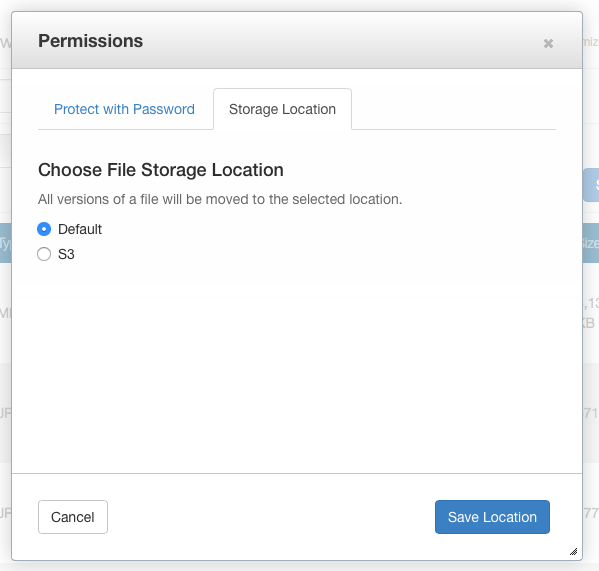 Permissions
Protect with Password
Storage Location
Choose File Storage Location
All versions of a file will be moved to the selected location.
Default
S3
Cancel
Save Location